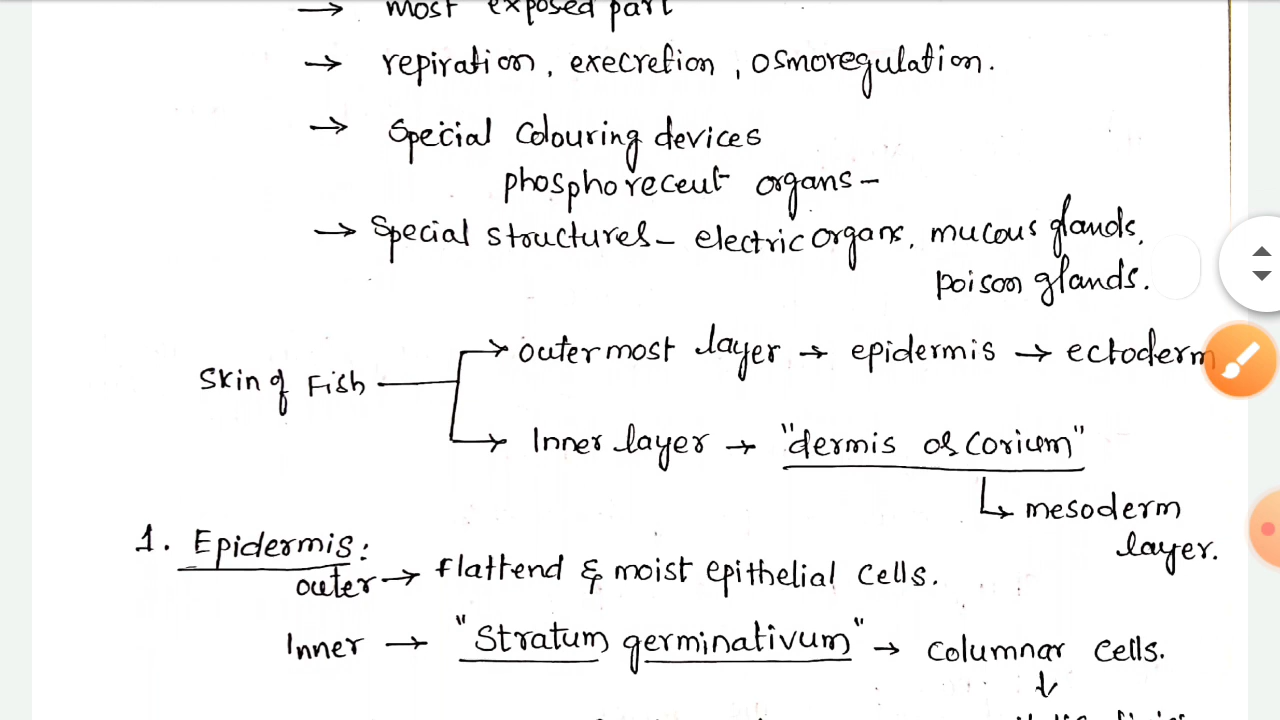 → most exposed part
→ repiration, execretion, osmoregulation.
→ Special Colouring devices
phosphorecent organs -
→ Special structures - electric organs, mucous glands,
poison glands.
→ outermost layer → epidermis → ectoderm
Skin of Fish
→ Inner layer → "dermis or Corium"
↳ mesoderm
layer.
1. Epidermis:
outer → flattend & moist epithelial cells.
Inner → "Stratum germinativum" → Columnar cells.
↓